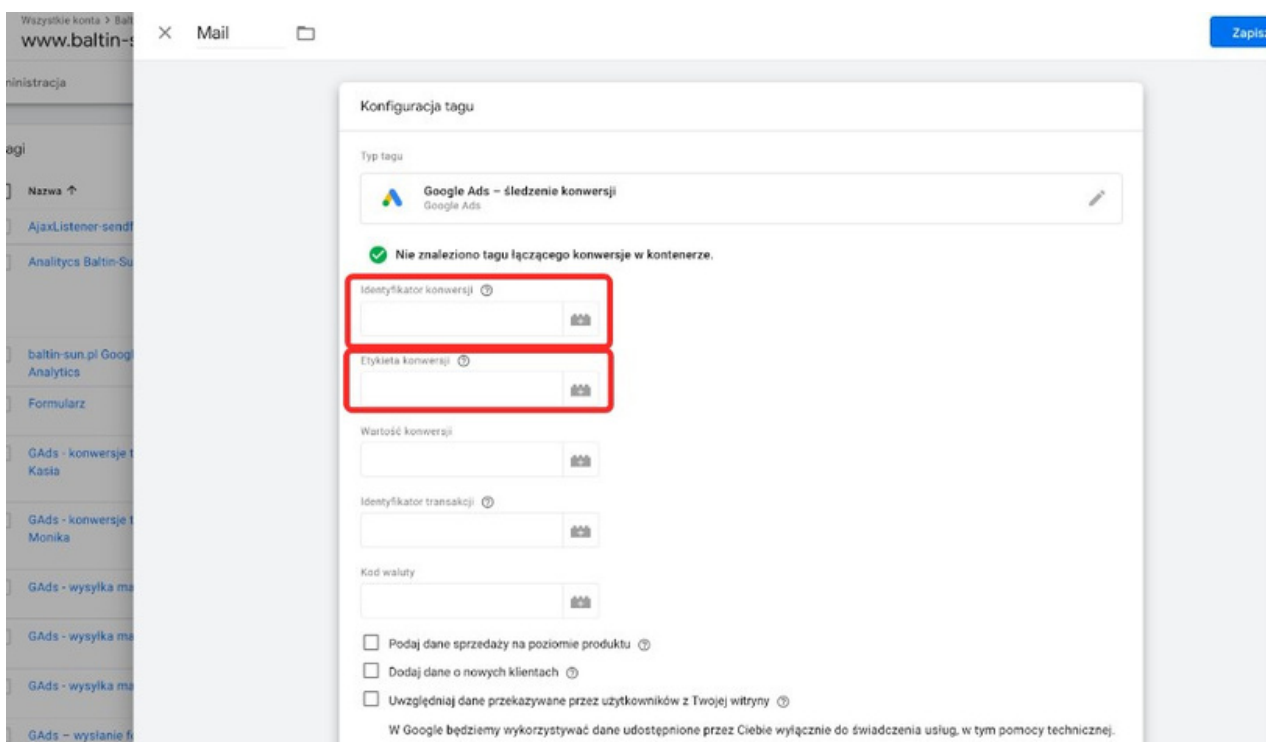 Wszystkie konta > Balt
www.baltin-s
Mail
Zapisz
ministracja
Konfiguracja tagu
agi
Typ tagu
Nazwa ↑
Google Ads – śledzenie konwersji
Google Ads
AjaxListener-sendf
Nie znaleziono tagu łączącego konwersje w kontenerze.
Analitycs Baltin-Su
Identyfikator konwersji
baltin-sun.pl Googl
Analytics
Etykieta konwersji
Formularz
Wartość konwersji
GAds - konwersje t
Kasia
Identyfikator transakcji
GAds - konwersje t
Monika
Kod waluty
GAds - wysyłka ma
GAds - wysyłka ma
Podaj dane sprzedaży na poziomie produktu
Dodaj dane o nowych klientach
GAds - wysyłka ma
Uwzględniaj dane przekazywane przez użytkowników z Twojej witryny
W Google będziemy wykorzystywać dane udostępnione przez Ciebie wyłącznie do świadczenia usług, w tym pomocy technicznej.
GAds – wysłanie fo